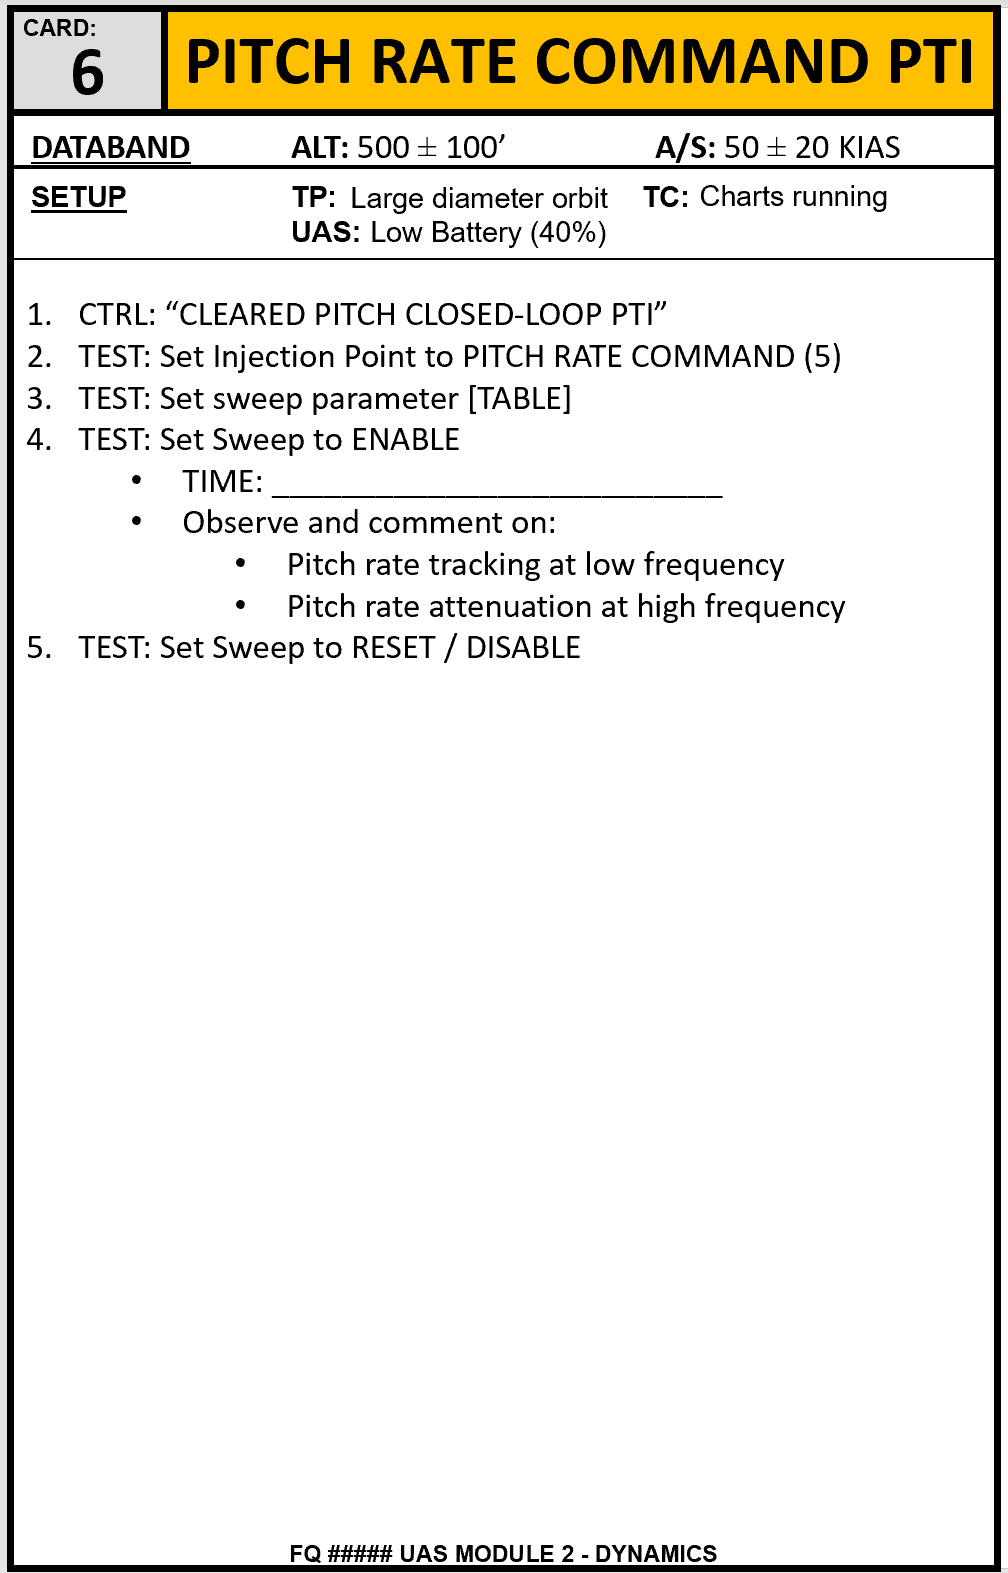 CARD:
6
PITCH RATE COMMAND PTI
DATABAND ALT: 500 ± 100’ A/S: 50 ± 20 KIAS
SETUP TP: Large diameter orbit TC: Charts running
UAS: Low Battery (40%)
1. CTRL: “CLEARED PITCH CLOSED-LOOP PTI”
2. TEST: Set Injection Point to PITCH RATE COMMAND (5)
3. TEST: Set sweep parameter [TABLE]
4. TEST: Set Sweep to ENABLE
• TIME: __________________________
• Observe and comment on:
• Pitch rate tracking at low frequency
• Pitch rate attenuation at high frequency
5. TEST: Set Sweep to RESET / DISABLE
FQ ##### UAS MODULE 2 - DYNAMICS